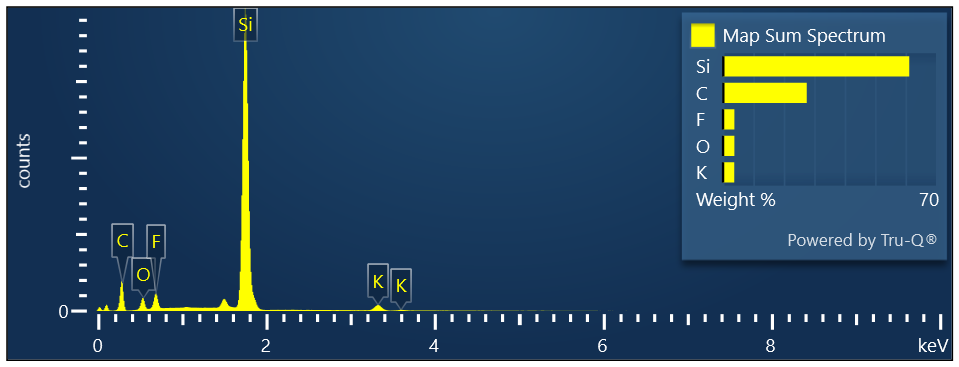 Si
Map Sum Spectrum
Si
C
F
O
K
Weight % 70
Powered by Tru-Q®
counts
C
F
O
K
K
0
0 2 4 6 8 keV